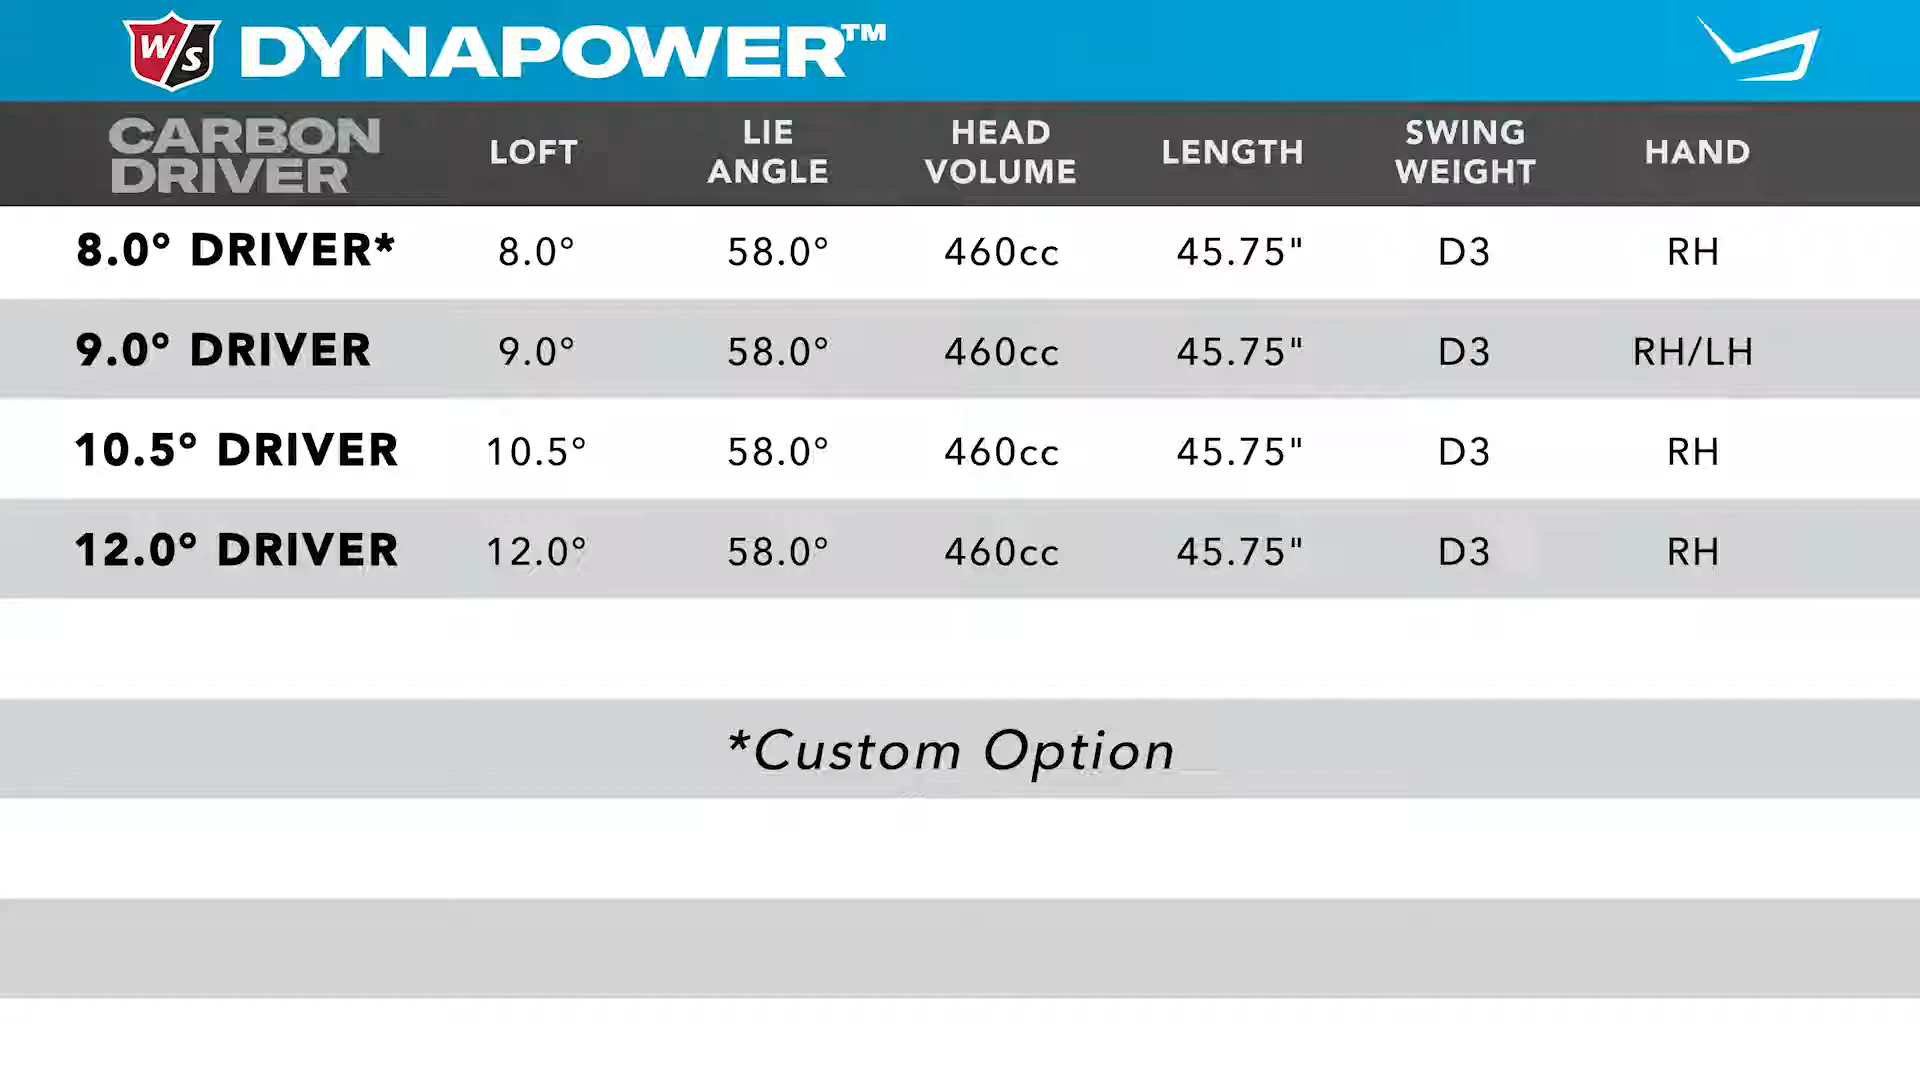 W/S DYNAPOWER™
CARBON DRIVER LOFT LIE ANGLE HEAD VOLUME LENGTH SWING WEIGHT HAND
8.0° DRIVER* 8.0° 58.0° 460cc 45.75" D3 RH
9.0° DRIVER 9.0° 58.0° 460cc 45.75" D3 RH/LH
10.5° DRIVER 10.5° 58.0° 460cc 45.75" D3 RH
12.0° DRIVER 12.0° 58.0° 460cc 45.75" D3 RH
*Custom Option